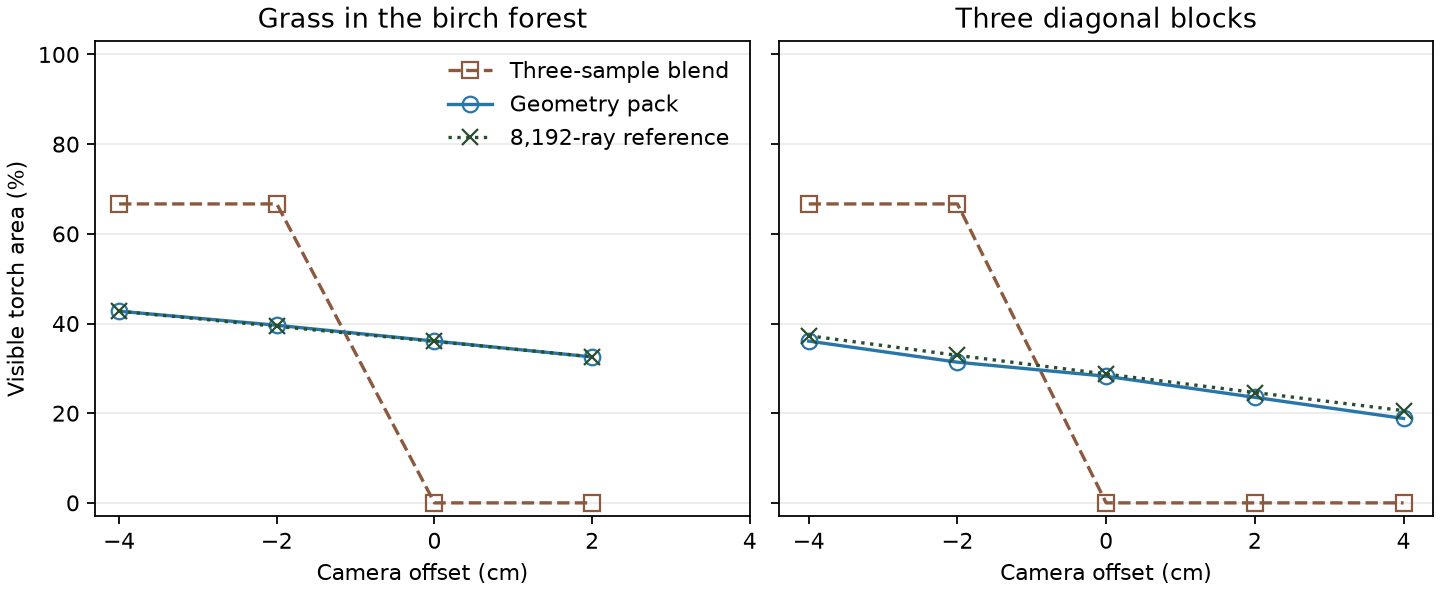 Grass in the birch forest
Three diagonal blocks
Three-sample blend
Geometry pack
8,192-ray reference
Visible torch area (%)
100
80
60
40
20
0
−4 −2 0 2 4
−4 −2 0 2 4
Camera offset (cm)
Camera offset (cm)